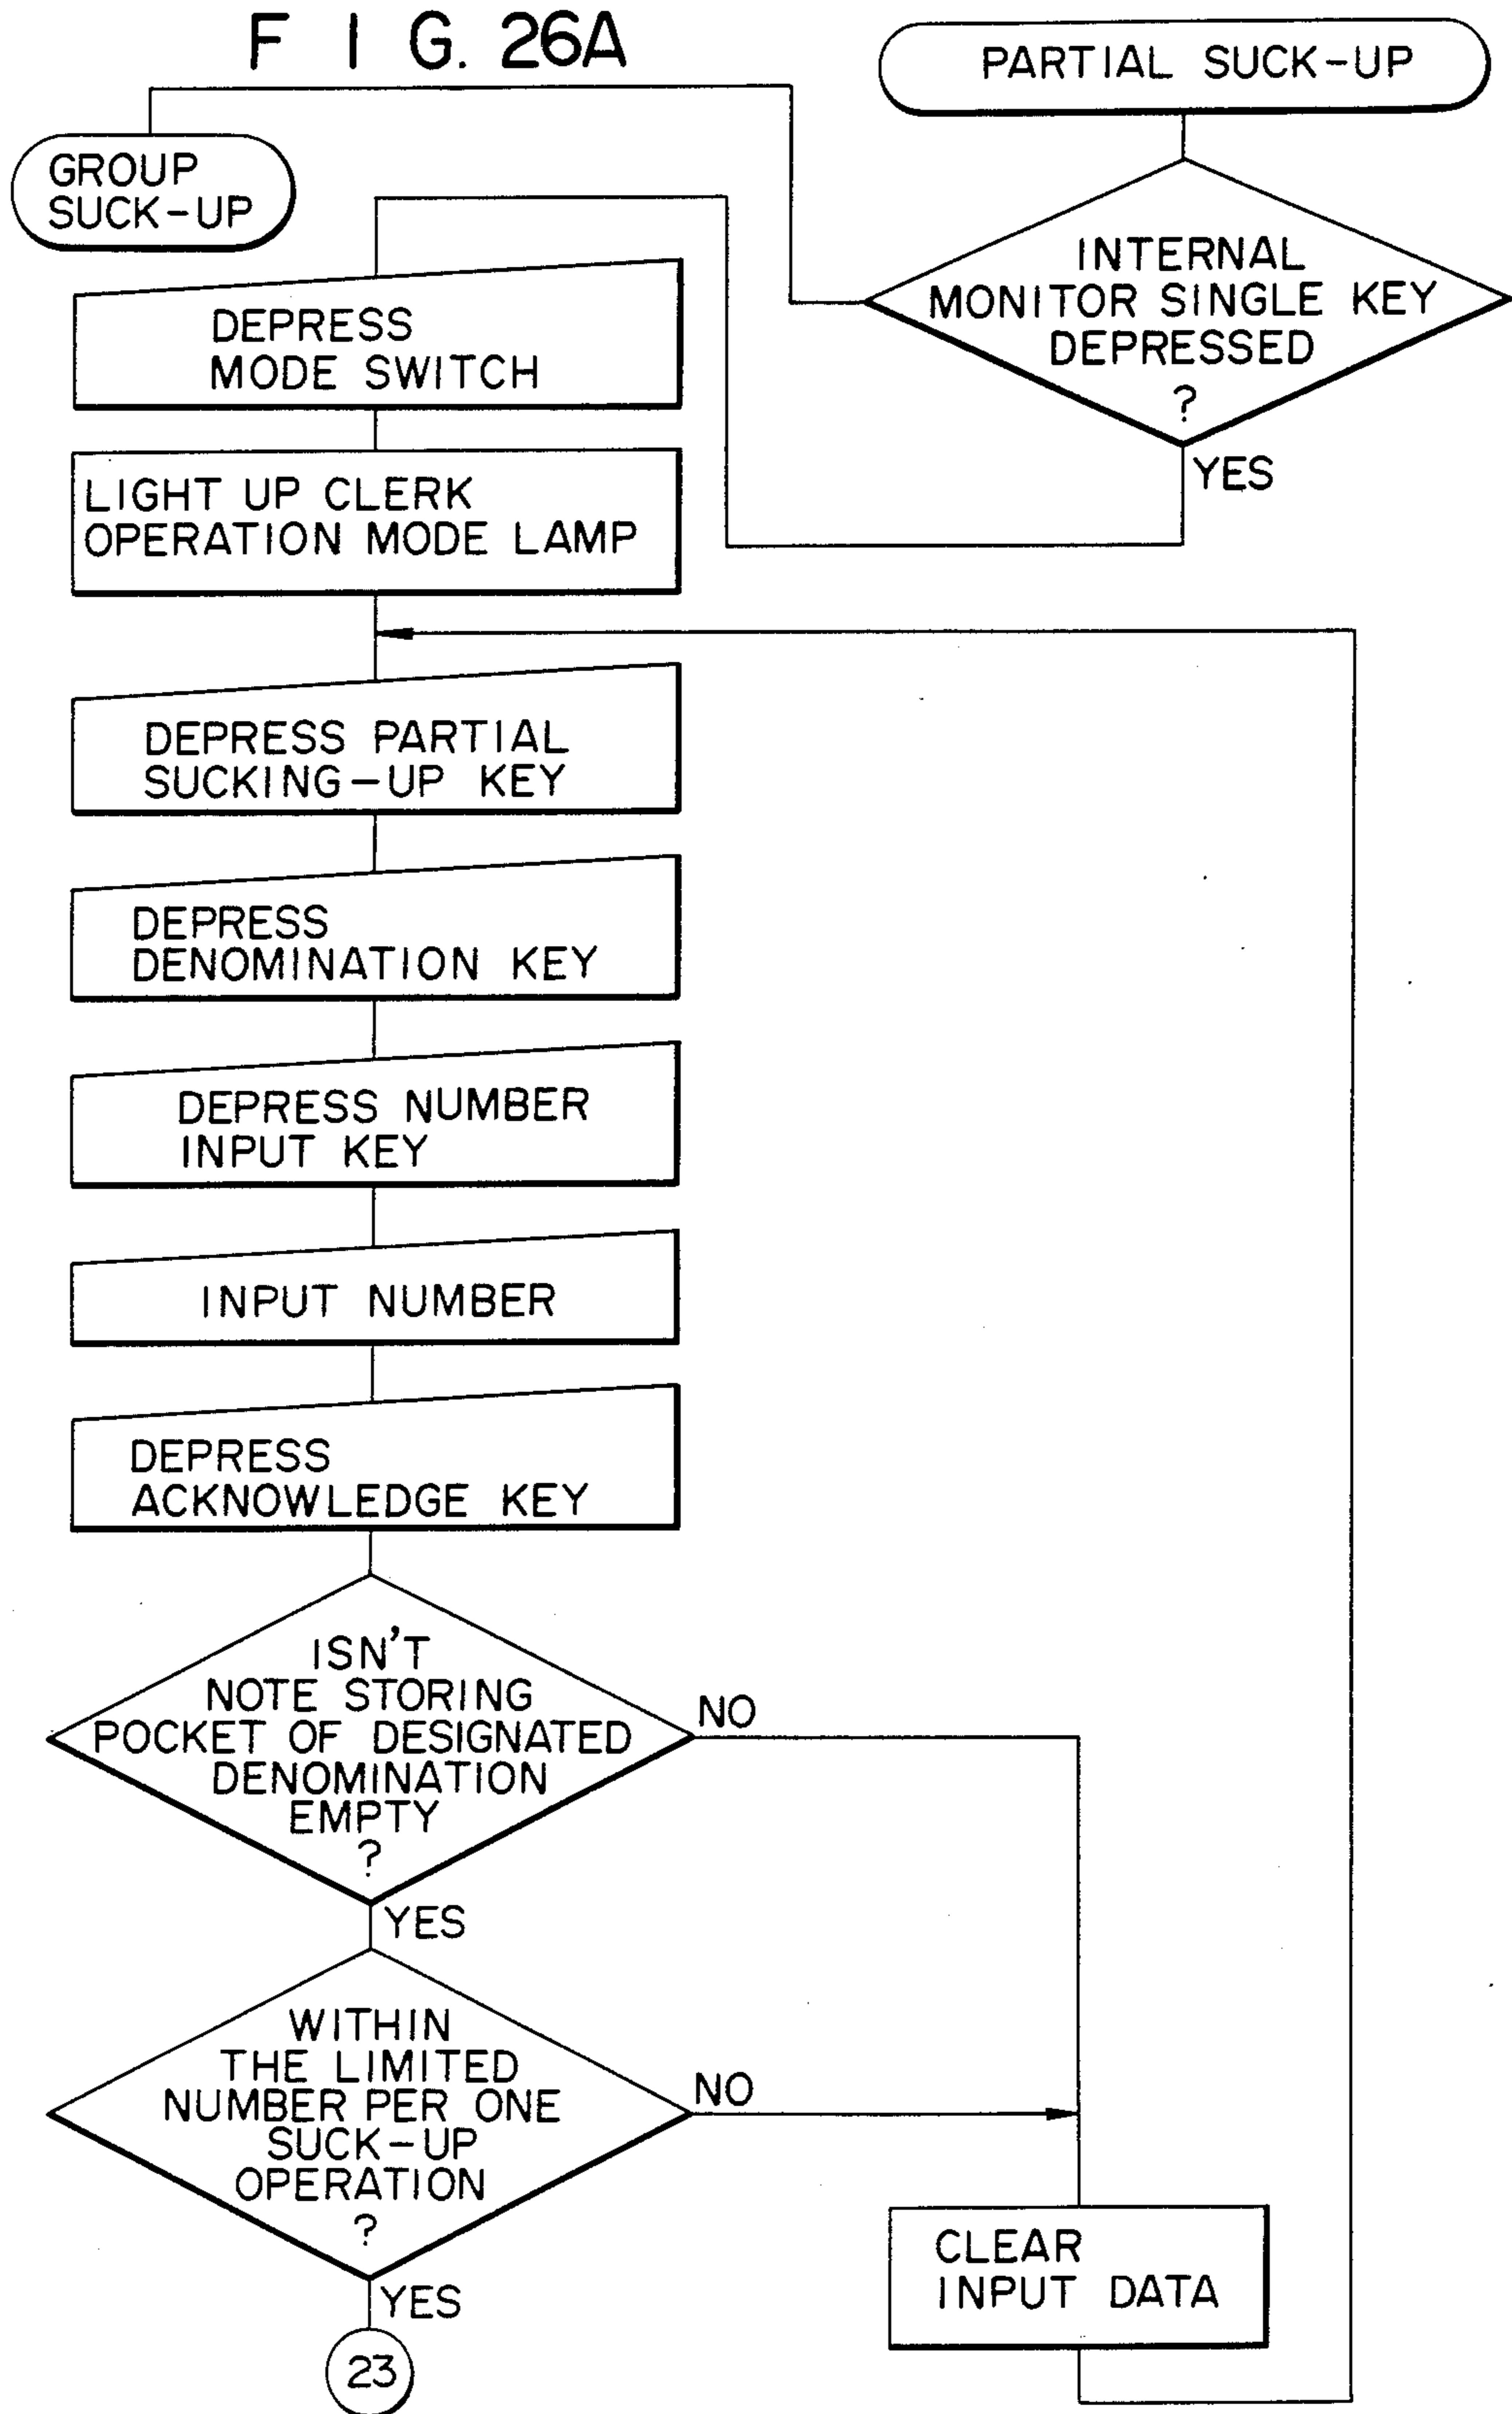 F I G. 26A
PARTIAL SUCK-UP
GROUP
SUCK-UP
INTERNAL
MONITOR SINGLE KEY
DEPRESSED
?
YES
DEPRESS
MODE SWITCH
LIGHT UP CLERK
OPERATION MODE LAMP
DEPRESS PARTIAL
SUCKING-UP KEY
DEPRESS
DENOMINATION KEY
DEPRESS NUMBER
INPUT KEY
INPUT NUMBER
DEPRESS
ACKNOWLEDGE KEY
ISN'T
NOTE STORING
POCKET OF DESIGNATED
DENOMINATION
EMPTY
?
NO
YES
WITHIN
THE LIMITED
NUMBER PER ONE
SUCK-UP
OPERATION
?
NO
YES
CLEAR
INPUT DATA
23